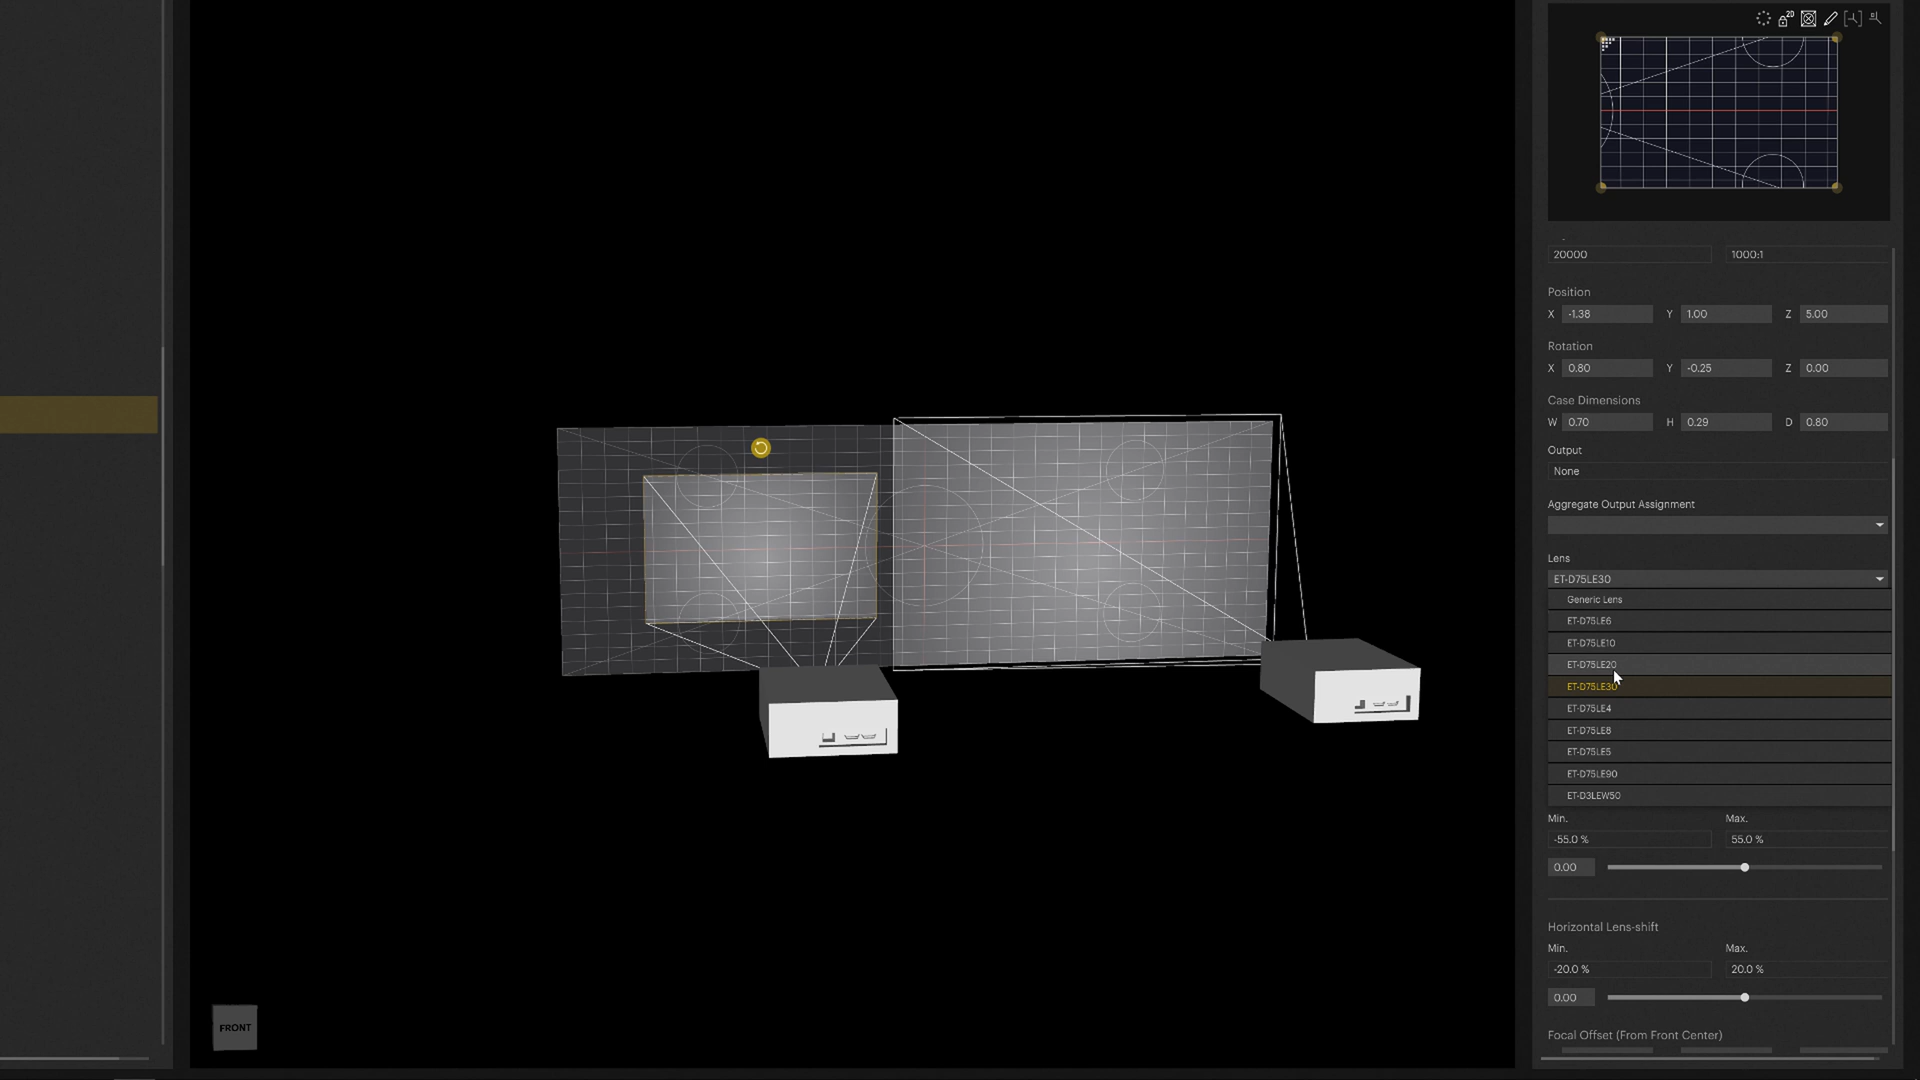 2D
20000 1000:1
Position
X -1.38 Y 1.00 Z 5.00
Rotation
X 0.80 Y -0.25 Z 0.00
Case Dimensions
W 0.70 H 0.29 D 0.80
Output
None
Aggregate Output Assignment
Lens
ET-D75LE30
Generic Lens
ET-D75LE6
ET-D75LE10
ET-D75LE20
ET-D75LE30
ET-D75LE4
ET-D75LE8
ET-D75LE5
ET-D75LE90
ET-D3LEW50
Min. Max.
-55.0 % 55.0 %
0.00
Horizontal Lens-shift
Min. Max.
-20.0 % 20.0 %
0.00
Focal Offset (From Front Center)
FRONT